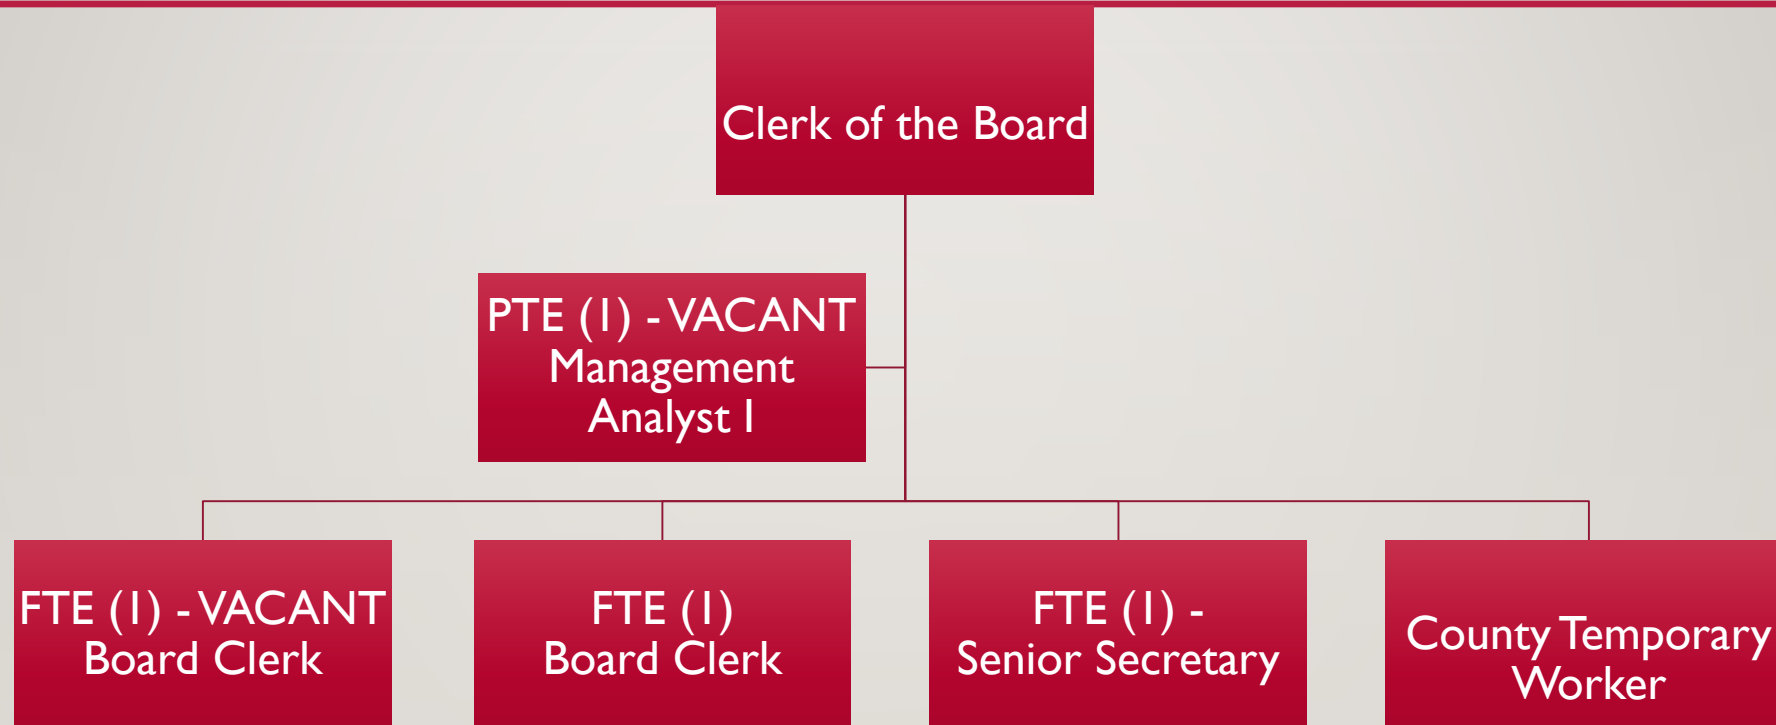 Clerk of the Board
PTE (1) - VACANT
Management
Analyst I
FTE (1) - VACANT
Board Clerk
FTE (1)
Board Clerk
FTE (1) -
Senior Secretary
County Temporary
Worker